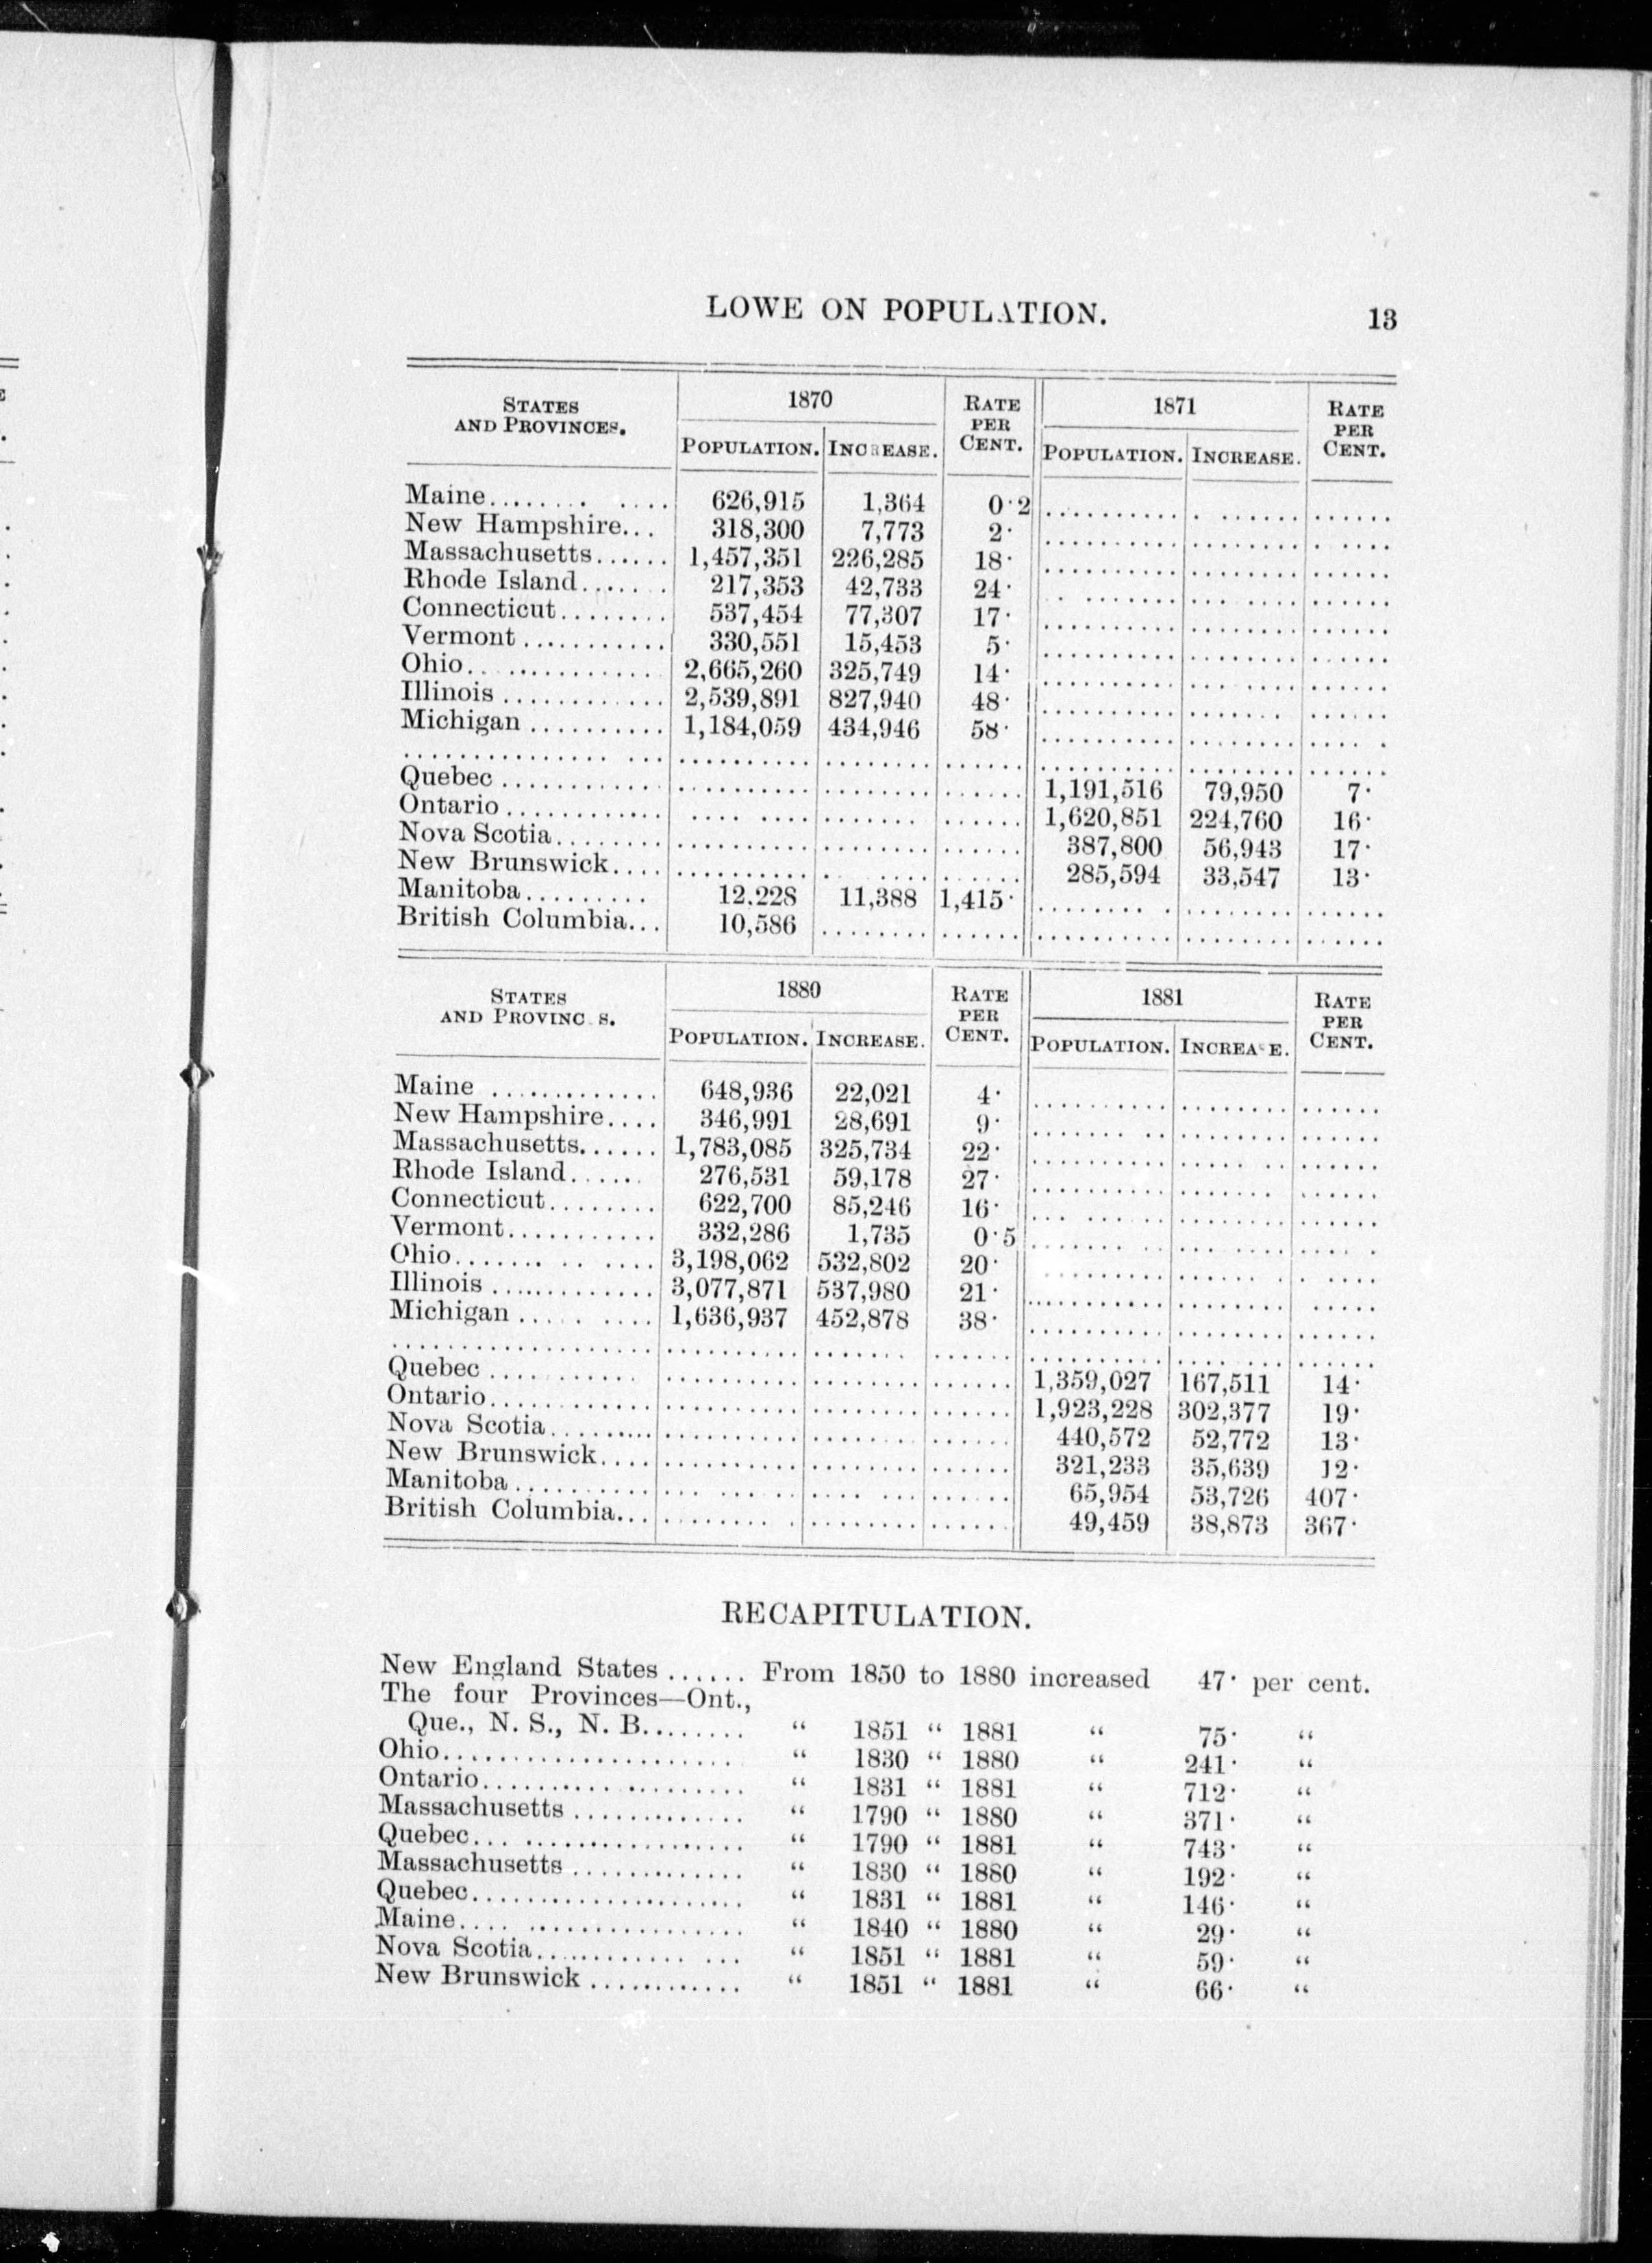 LOWE ON POPULATION. 13
STATES AND PROVINCES. 1870 RATE PER CENT. 1871 RATE PER CENT.
POPULATION. INCREASE. POPULATION. INCREASE.
Maine........ .... 626,915 1,364 0·2
New Hampshire... 318,300 7,773 2·
Massachusetts...... 1,457,351 226,285 18·
Rhode Island....... 217,353 42,733 24·
Connecticut........ 537,454 77,307 17·
Vermont........... 330,551 15,453 5·
Ohio.. ............. 2,665,260 325,749 14·
Illinois ............ 2,539,891 827,940 48·
Michigan .......... 1,184,059 434,946 58·
Quebec ............ 1,191,516 79,950 7·
Ontario ............ 1,620,851 224,760 16·
Nova Scotia........ 387,800 56,943 17·
New Brunswick.... 285,594 33,547 13·
Manitoba......... 12.228 11,388 1,415·
British Columbia... 10,586
STATES AND PROVINC S. 1880 RATE PER CENT. 1881 RATE PER CENT.
POPULATION. INCREASE. POPULATION. INCREASE.
Maine ............. 648,936 22,021 4·
New Hampshire.... 346,991 28,691 9·
Massachusetts...... 1,783,085 325,734 22·
Rhode Island...... 276,531 59,178 27·
Connecticut........ 622,700 85,246 16·
Vermont........... 332,286 1,735 0·5
Ohio....... .. .... 3,198,062 532,802 20·
Illinois ............. 3,077,871 537,980 21·
Michigan ..... .... 1,636,937 452,878 38·
Quebec ........... 1,359,027 167,511 14·
Ontario............. 1,923,228 302,377 19·
Nova Scotia......... 440,572 52,772 13·
New Brunswick.... 321,233 35,639 12·
Manitoba .......... 65,954 53,726 407·
British Columbia... 49,459 38,873 367·
RECAPITULATION.
New England States ...... From 1850 to 1880 increased 47· per cent.
The four Provinces—Ont.,
Que., N. S., N. B........ “ 1851 “ 1881 “ 75· “
Ohio...................... “ 1830 “ 1880 “ 241· “
Ontario.................... “ 1831 “ 1881 “ 712· “
Massachusetts ............. “ 1790 “ 1880 “ 371· “
Quebec... ................. “ 1790 “ 1881 “ 743· “
Massachusetts ............. “ 1830 “ 1880 “ 192· “
Quebec..................... “ 1831 “ 1881 “ 146· “
Maine.... ................. “ 1840 “ 1880 “ 29· “
Nova Scotia............ ... “ 1851 “ 1881 “ 59· “
New Brunswick ............ “ 1851 “ 1881 “ 66· “